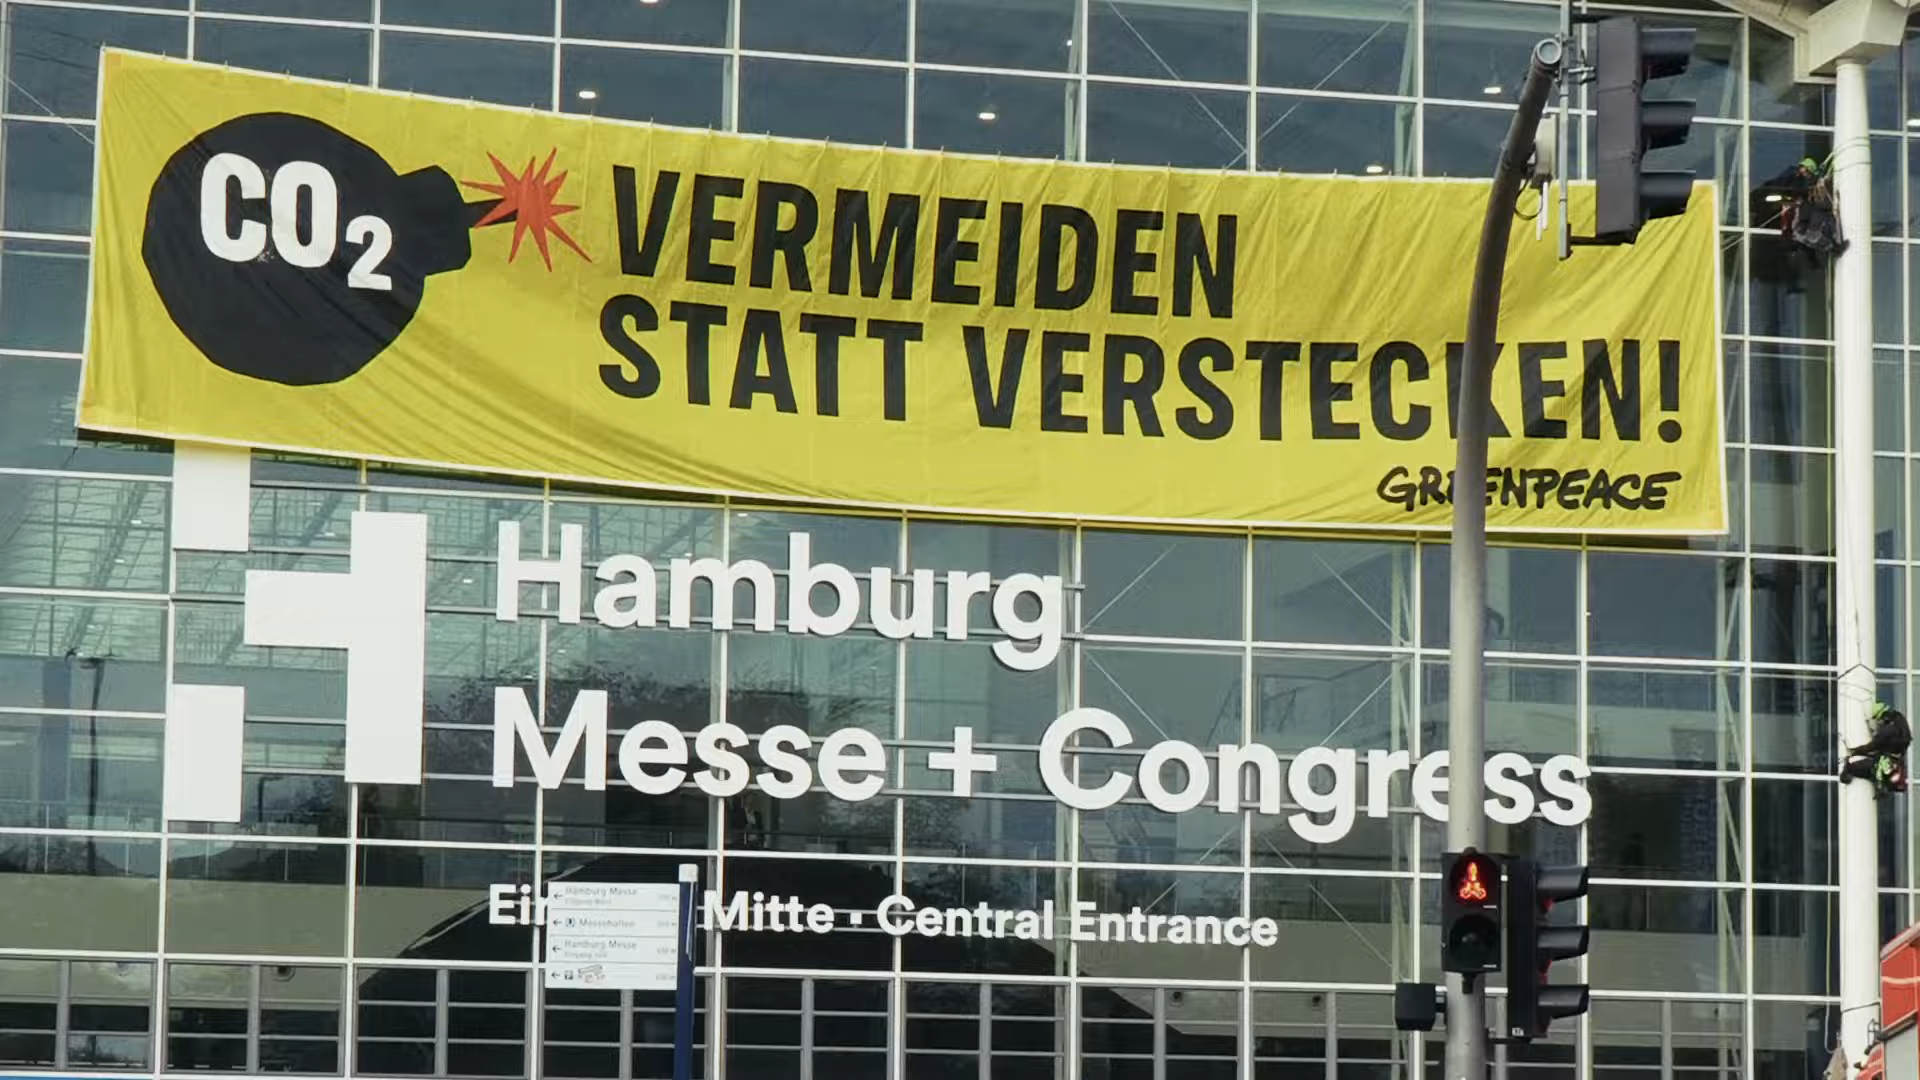 CO₂
VERMEIDEN
STATT VERSTECKEN!
GREENPEACE
Hamburg
Messe + Congress
Mitte · Central Entrance
Hamburg Messe
Messehallen
Hamburg Messe